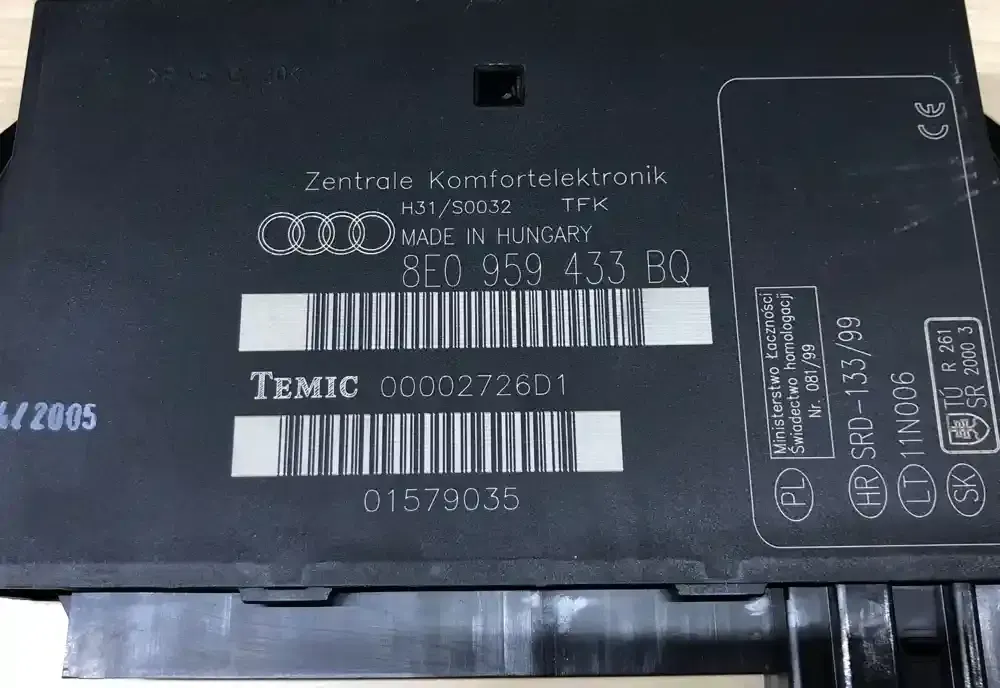 Zentrale Komfortelektronik
H31/S0032 TFK
MADE IN HUNGARY
8E0 959 433 BQ
TEMIC 00002726D1
01579035
/2005
CE
Ministerstwo Łączności
Świadectwo homologacji
Nr. 081/99
PL
HR SRD-133/99
LT 11N006
TÚ R 261
SR 2000 3
SK